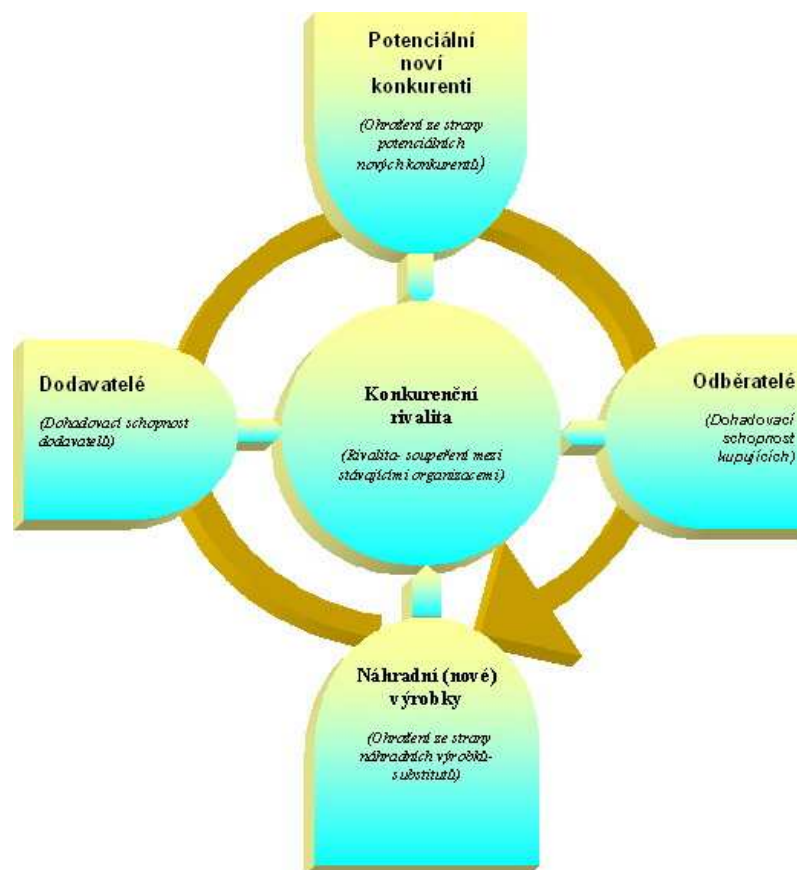 Potenciální
noví
konkurenti
(Ohrožení ze strany
potenciálních
nových konkurentů)
Dodavatelé
(Dohadovací schopnost
dodavatelů)
Konkurenční
rivalita
(Rivalita- soupeření mezi
stávajícími organizacemi)
Odběratelé
(Dohadovací
schopnost
kupujících)
Náhradní (nové)
výrobky
(Ohrožení ze strany
náhradních výrobků-
substitutů)